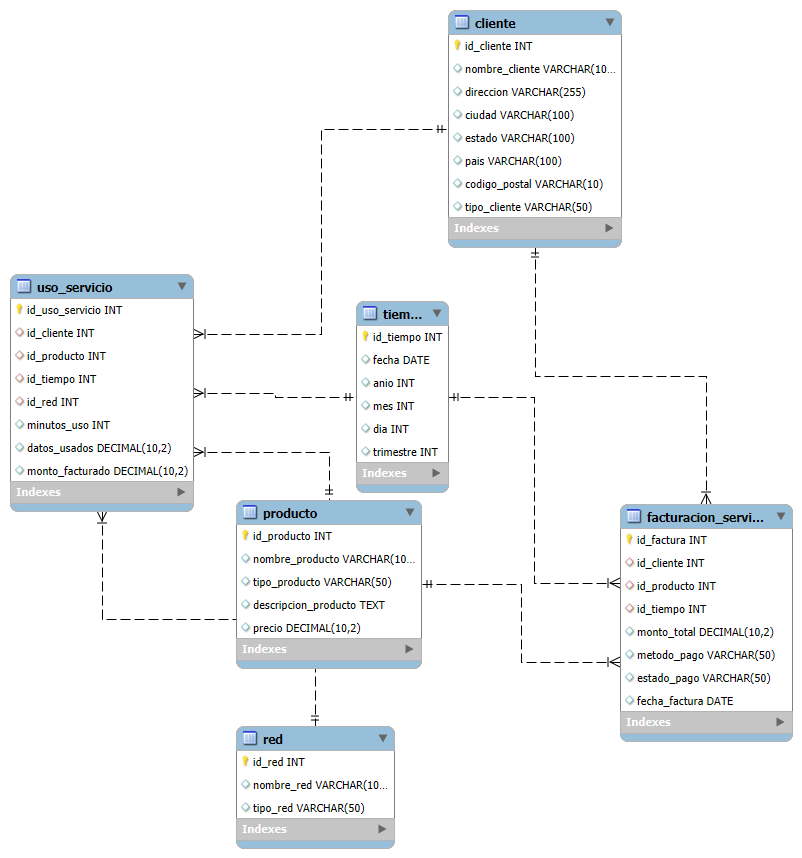 cliente
id_cliente INT
nombre_cliente VARCHAR(10...
direccion VARCHAR(255)
ciudad VARCHAR(100)
estado VARCHAR(100)
pais VARCHAR(100)
codigo_postal VARCHAR(10)
tipo_cliente VARCHAR(50)
Indexes
uso_servicio
id_uso_servicio INT
id_cliente INT
id_producto INT
id_tiempo INT
id_red INT
minutos_uso INT
datos_usados DECIMAL(10,2)
monto_facturado DECIMAL(10,2)
Indexes
tiem...
id_tiempo INT
fecha DATE
anio INT
mes INT
dia INT
trimestre INT
Indexes
producto
id_producto INT
nombre_producto VARCHAR(10...
tipo_producto VARCHAR(50)
descripcion_producto TEXT
precio DECIMAL(10,2)
Indexes
facturacion_servi...
id_factura INT
id_cliente INT
id_producto INT
id_tiempo INT
monto_total DECIMAL(10,2)
metodo_pago VARCHAR(50)
estado_pago VARCHAR(50)
fecha_factura DATE
Indexes
red
id_red INT
nombre_red VARCHAR(10...
tipo_red VARCHAR(50)
Indexes